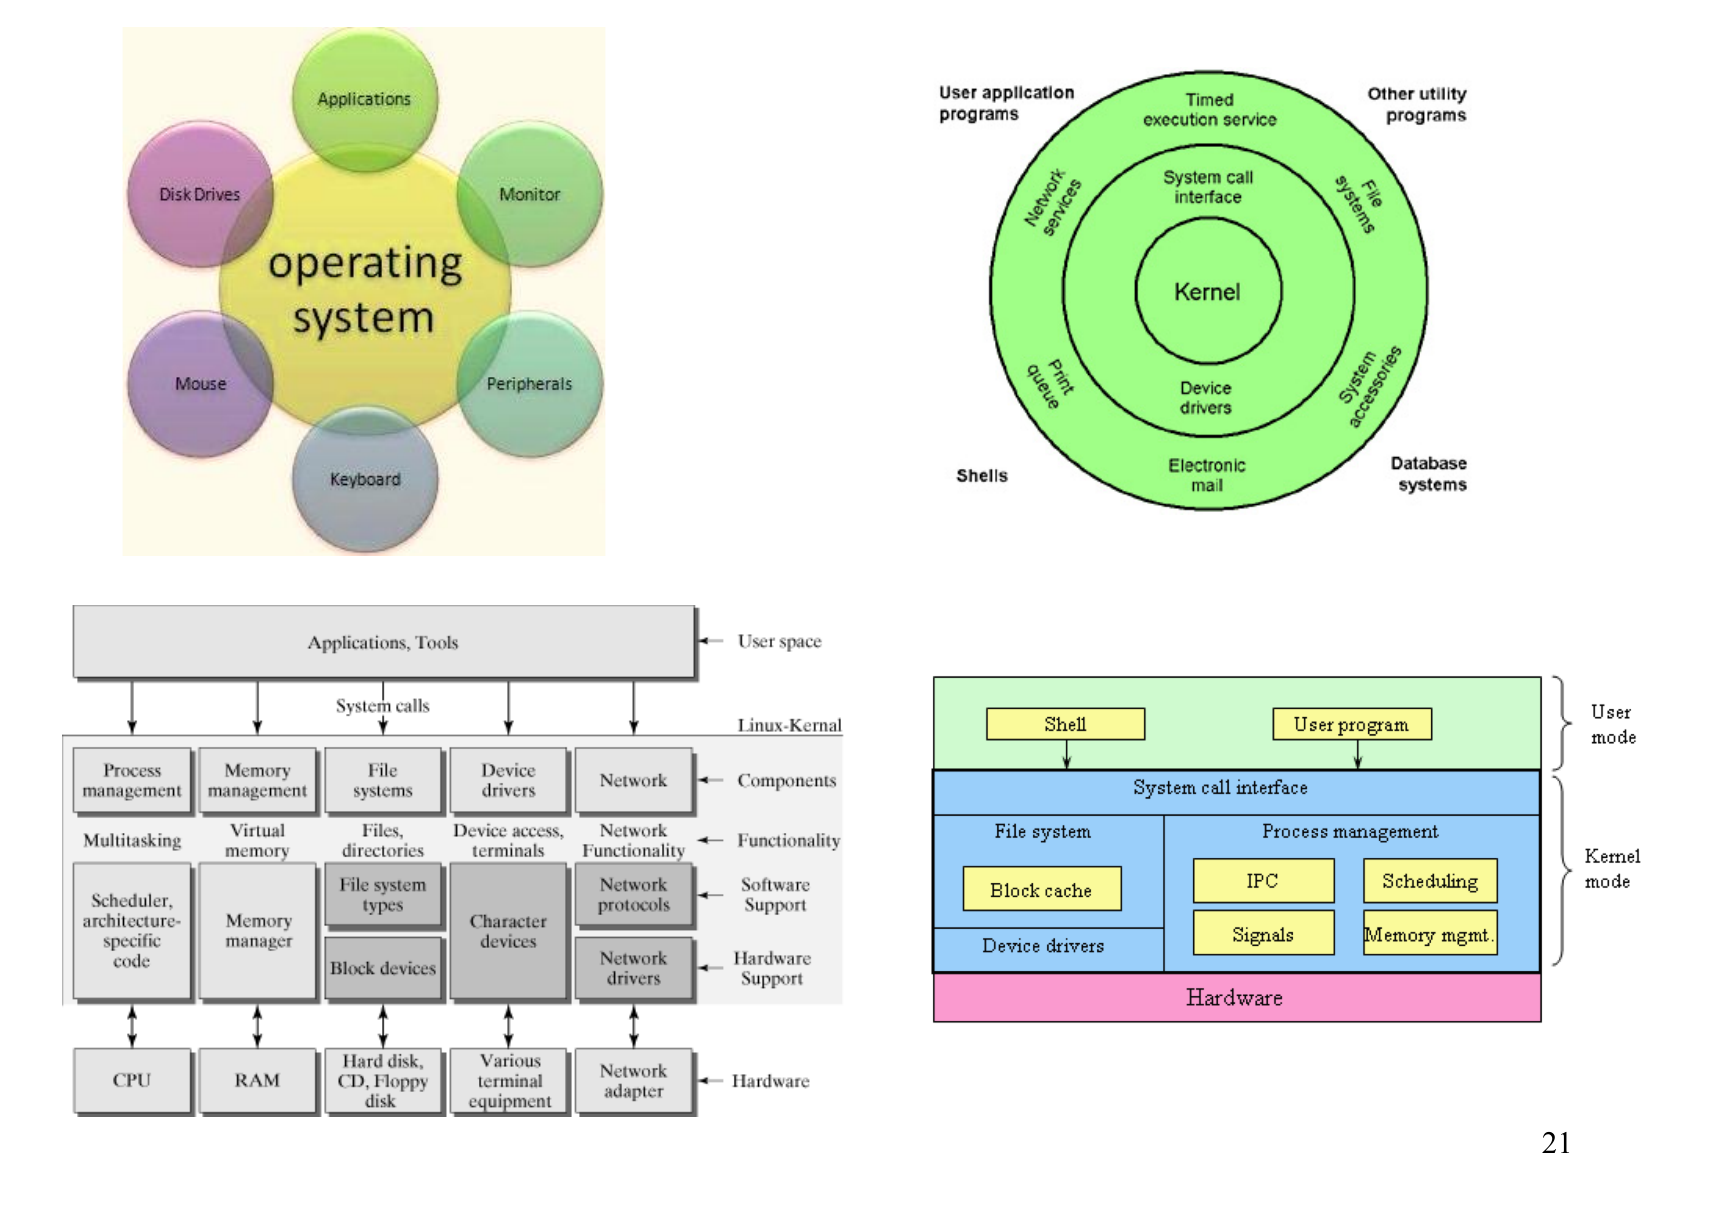 Applications
Disk Drives
Monitor
operating
system
Mouse
Peripherals
Keyboard
User application
programs
Other utility
programs
Timed
execution service
Network
services
File
systems
System call
interface
Kernel
Print
queue
System
accessories
Device
drivers
Electronic
mail
Shells
Database
systems
Applications, Tools
User space
System calls
Linux-Kernal
Process
management
Memory
management
File
systems
Device
drivers
Network
Components
Multitasking
Virtual
memory
Files,
directories
Device access,
terminals
Network
Functionality
Functionality
Scheduler,
architecture-
specific
code
Memory
manager
File system
types
Block devices
Character
devices
Network
protocols
Software
Support
Network
drivers
Hardware
Support
CPU
RAM
Hard disk,
CD, Floppy
disk
Various
terminal
equipment
Network
adapter
Hardware
Shell
User program
User
mode
System call interface
File system
Process management
Block cache
IPC
Scheduling
Signals
Memory mgmt.
Device drivers
Kernel
mode
Hardware
21